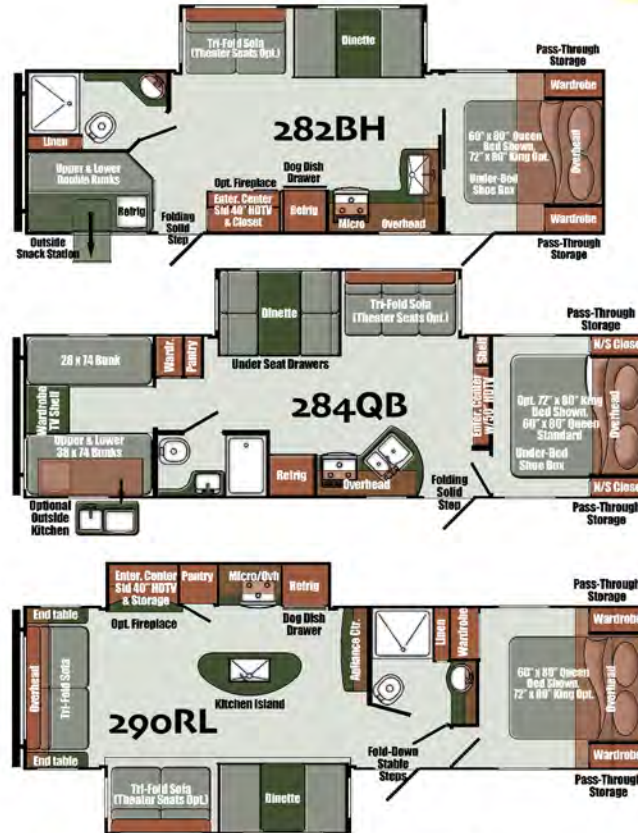 Tri-Fold Sofa
(Theater Seats Opt.)
Dinette
Pass-Through
Storage
Wardrobe
Linen
282BH
60" x 80" Queen
Bed Shown,
72" x 80" King Opt.
Overhead
Under-Bed
Shoe Box
Upper & Lower
Double Bunks
Refrig
Outside
Snack Station
Folding
Solid
Step
Opt. Fireplace
Enter. Center
Std 40" HDTV
& Closet
Dog Dish
Drawer
Refrig
Micro
Overhead
Wardrobe
Pass-Through
Storage
Dinette
Under Seat Drawers
Tri-Fold Sofa
(Theater Seats Opt.)
Pass-Through
Storage
N/S Close
28 x 74 Bunk
Wardr.
Pantry
Shelf
Wardrobe
TV Shelf
284QB
Enter. Center
Opt. 72" x 80" King
Bed Shown.
60" x 80" Queen
Standard
Overhead
Under-Bed
Shoe Box
Upper & Lower
38 x 74 Bunks
Refrig
Overhead
Folding
Solid
Step
N/S Close
Pass-Through
Storage
Optional
Outside
Kitchen
Enter. Center
Std 40" HDTV
& Storage
Pantry
Micro/Ovh
Refrig
Opt. Fireplace
Dog Dish
Drawer
Pass-Through
Storage
Wardrobe
End table
Overhead
Tri-Fold Sofa
End table
Appliance Ctr.
Linen
Wardrobe
Kitchen Island
290RL
60" x 80" Queen
Bed Shown,
72" x 80" King Opt.
Overhead
Fold-Down
Stable
Steps
Wardrobe
Pass-Through
Storage
Tri-Fold Sofa
(Theater Seats Opt.)
Dinette